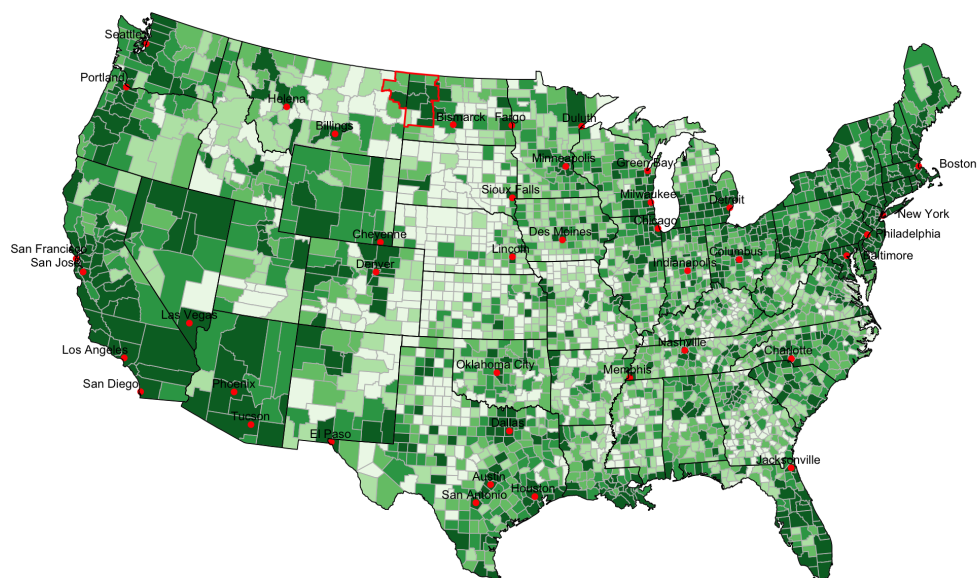 Seattle
Portland
Helena
Billings
Bismarck
Fargo
Duluth
Minneapolis
Green Bay
Boston
Sioux Falls
Milwaukee
Detroit
New York
Chicago
Philadelphia
Des Moines
San Francisco
Cheyenne
Lincoln
Columbus
Baltimore
San Jose
Denver
Indianapolis
Las Vegas
Nashville
Los Angeles
Oklahoma City
Charlotte
Memphis
San Diego
Phoenix
Tucson
Dallas
El Paso
Jacksonville
Austin
San Antonio
Houston